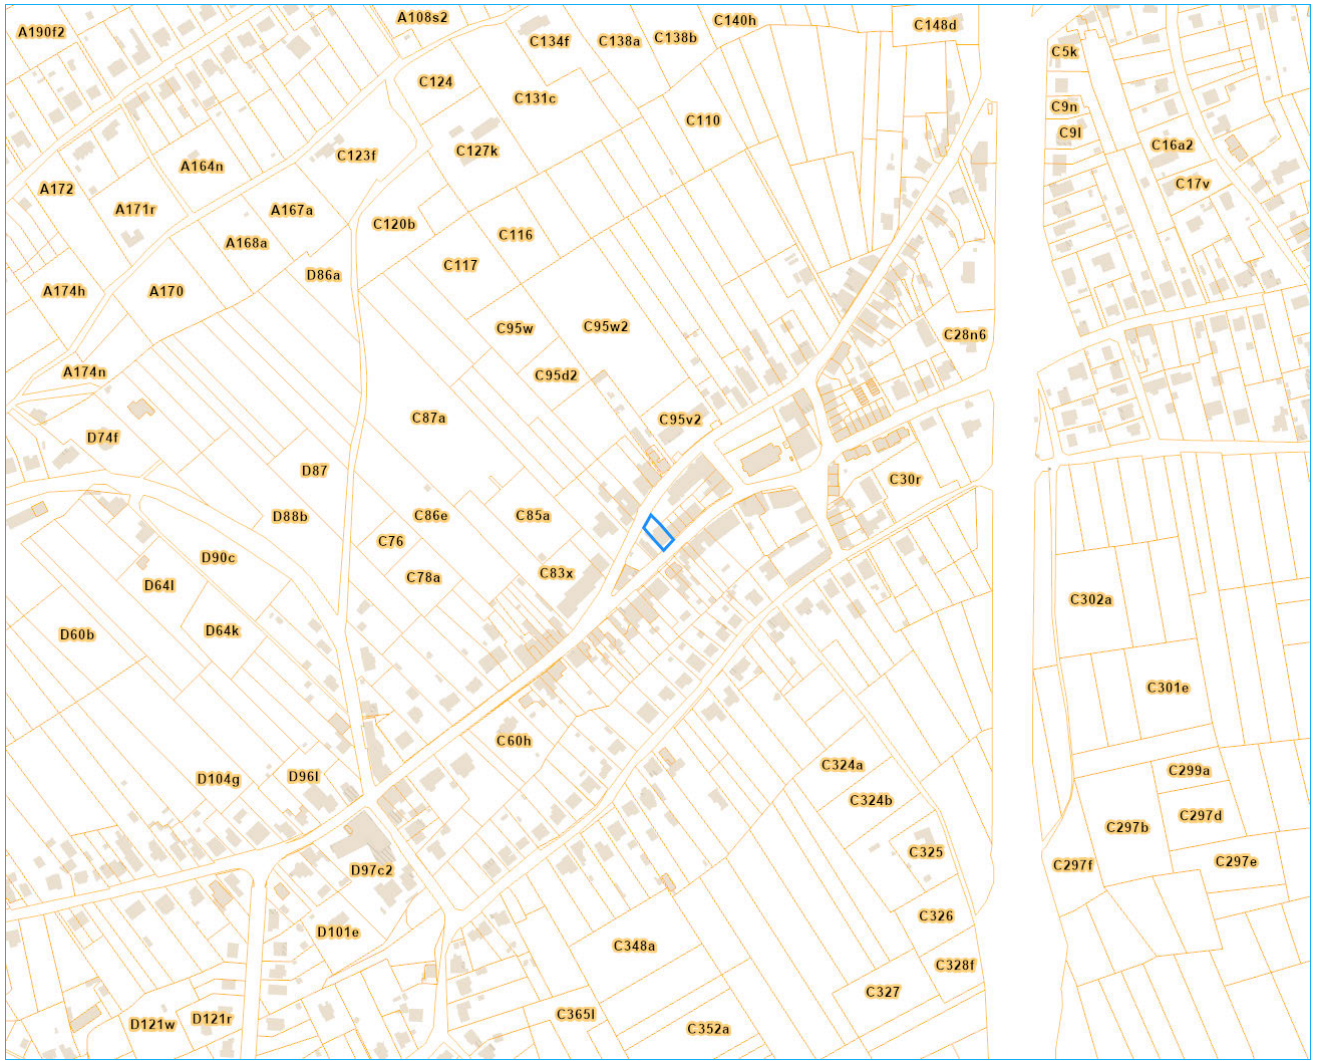 A108s2
C140h
C148d
A190f2
C134f
C138a
C138b
C5k
C124
C131c
C9n
C110
C9l
C16a2
C127k
C123f
A164n
C17v
A172
A171r
A167a
C120b
C116
A168a
C117
D86a
A174h
A170
C95w
C95w2
C28n6
A174n
C95d2
C87a
C95v2
D74f
D87
C30r
D88b
C86e
C85a
C76
D90c
C83x
C78a
D64l
C302a
D64k
D60b
C301e
C60h
C324a
C299a
D104g
D96l
C324b
C297d
C297b
C325
C297e
C297f
D97c2
C326
D101e
C348a
C328f
C327
C365l
D121r
D121w
C352a